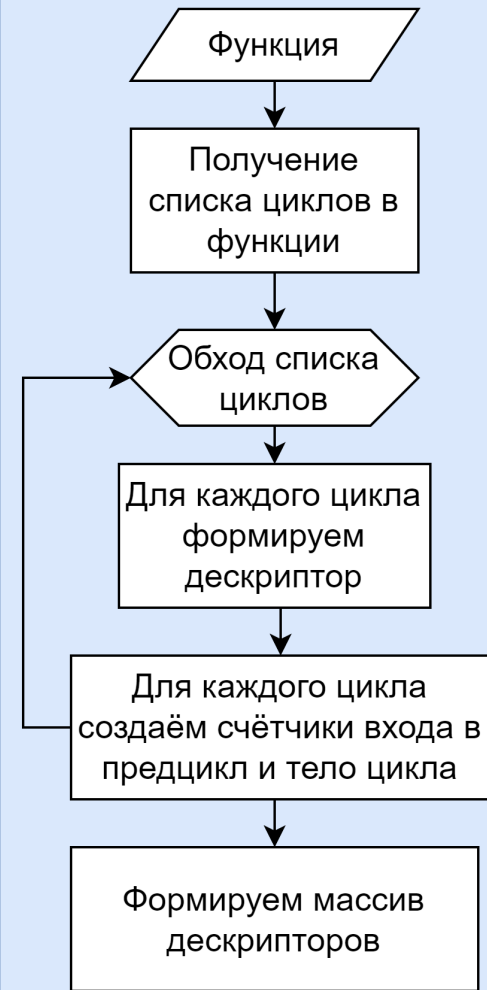 Функция
Получение
списка циклов в
функции
Обход списка
циклов
Для каждого цикла
формируем
дескриптор
Для каждого цикла
создаём счётчики входа в
предцикл и тело цикла
Формируем массив
дескрипторов